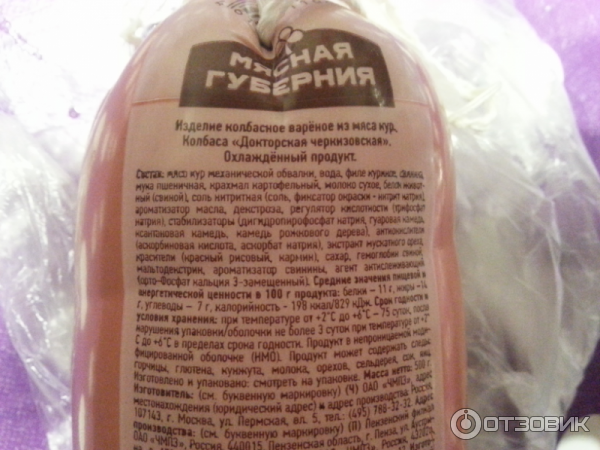 МЯСНАЯ
ГУБЕРНИЯ
Изделие колбасное варёное из мяса кур.
Колбаса «Докторская черкизовская».
Охлаждённый продукт.
Состав: мясо кур механической обвалки, вода, филе куриное, свинина,
мука пшеничная, крахмал картофельный, молоко сухое, белок живот-
ный (свиной), соль нитритная (соль, фиксатор окраски - нитрит натрия),
ароматизатор масла, декстроза, регулятор кислотности (трифосфат
натрия), стабилизаторы (дигидропирофосфат натрия, гуаровая камедь,
ксантановая камедь, камедь рожкового дерева), антиокислители
(аскорбиновая кислота, аскорбат натрия), экстракт мускатного ореха,
красители (красный рисовый, кармин), сахар, гемоглобин свиной,
мальтодекстрин, ароматизатор свинины, агент антислеживающий
(орто-Фосфат кальция 3-замещенный). Средние значения пищевой и
энергетической ценности в 100 г продукта: белки – 11 г, жиры – 14
г, углеводы – 7 г, калорийность - 198 ккал/829 кДж. Срок годности и
условия хранения: при температуре от +2°С до +6°С – 75 суток, после
нарушения упаковки/оболочки не более 3 суток при температуре от +2°
С до +6°С в пределах срока годности. Продукт в непроницаемой моди-
фицированной оболочке (НМО). Продукт может содержать следы
горчицы, глютена, кунжута, молока, орехов, сельдерея, сои, яиц.
Изготовлено и упаковано: смотреть на упаковке. Масса нетто: 500 г.
Изготовитель: (см. буквенную маркировку) (Ч) ОАО «ЧМПЗ», адрес
местонахождения (юридический адрес) и адрес производства: Россия,
107143, г. Москва, ул. Пермская, вл. 5, тел.: (495) 788-32-32. Адрес
производства: (см. буквенную маркировку) (П) Пензенский филиал
ОАО «ЧМПЗ», Россия, 440015, Пензенская область, г. Пенза, ул. Аустрина
ОТЗОВИК